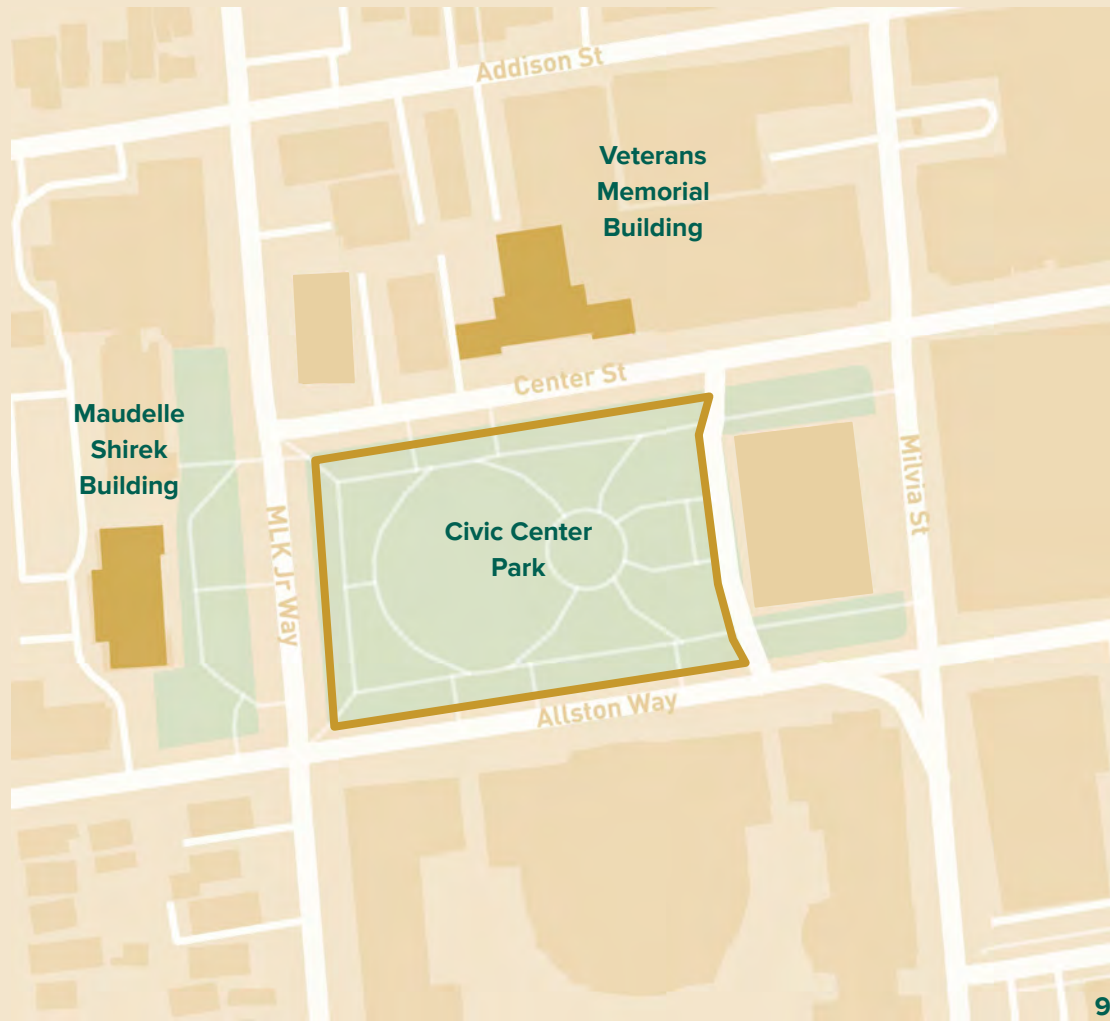 Addison St
Veterans
Memorial
Building
Center St
Maudelle
Shirek
Building
Milvia St
MLK Jr Way
Civic Center
Park
Allston Way
9